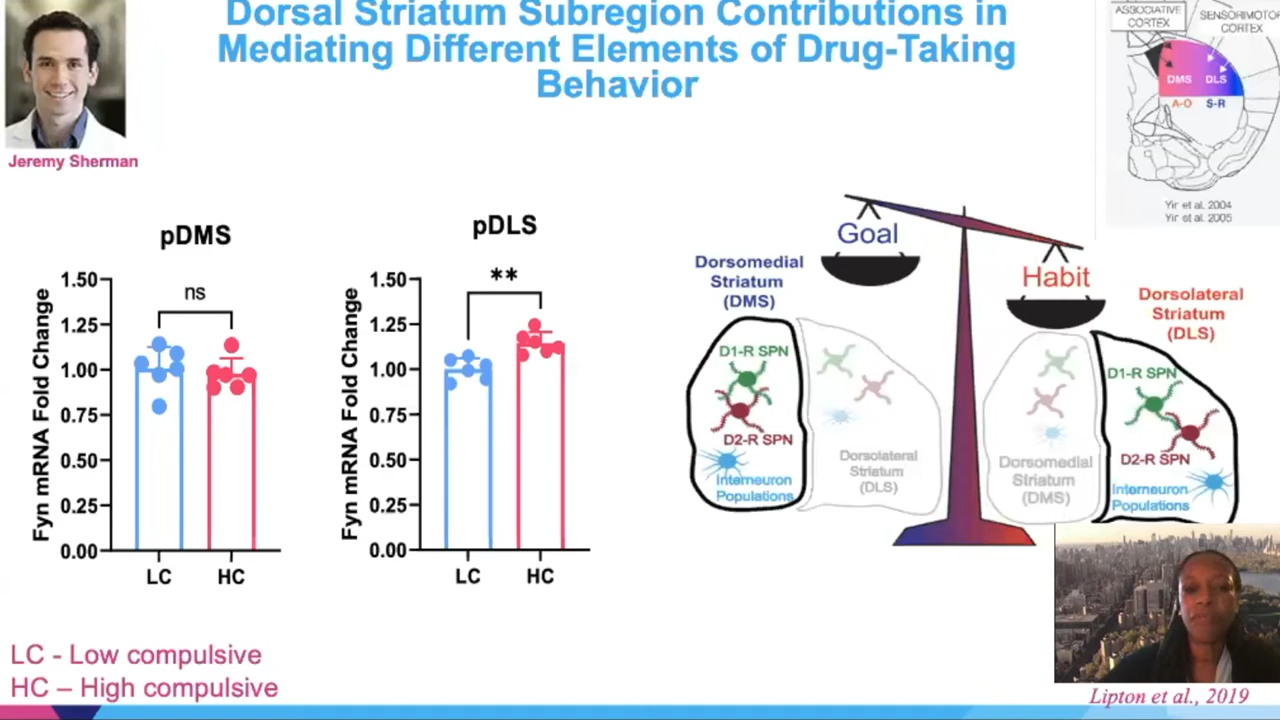 Dorsal Striatum Subregion Contributions in
Mediating Different Elements of Drug-Taking
Behavior
Jeremy Sherman
ASSOCIATIVE
CORTEX
SENSORIMOTO
CORTEX
DMS
DLS
A-O
S-R
Yin et al. 2004
Yin et al. 2005
pDMS
Fyn mRNA Fold Change
1.50
1.25
1.00
0.75
0.50
0.25
0.00
ns
LC
HC
pDLS
Fyn mRNA Fold Change
1.50
1.25
1.00
0.75
0.50
0.25
0.00
**
LC
HC
Goal
Habit
Dorsomedial
Striatum
(DMS)
D1-R SPN
D2-R SPN
Interneuron
Populations
Dorsolateral
Striatum
(DLS)
Dorsomedial
Striatum
(DMS)
Dorsolateral
Striatum
(DLS)
D1-R SPN
D2-R SPN
Interneuron
Populations
LC - Low compulsive
HC – High compulsive
Lipton et al., 2019